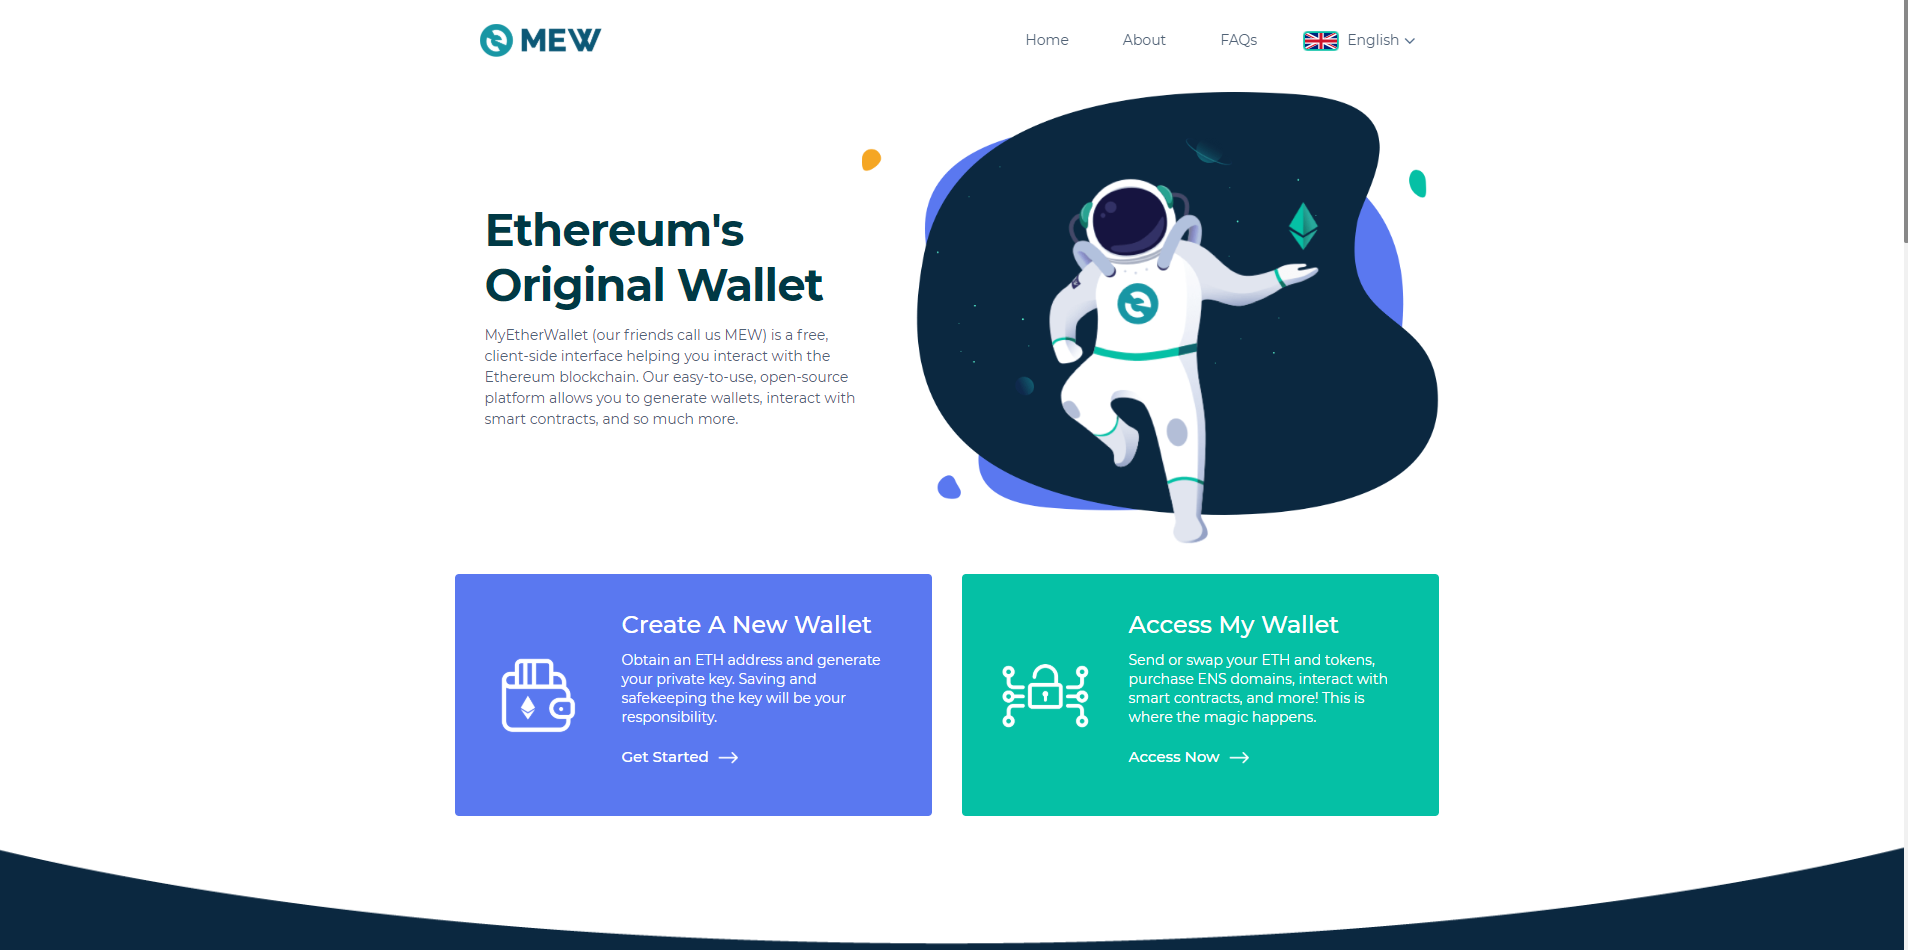 MEW
Home
About
FAQs
English
Ethereum's
Original Wallet
MyEtherWallet (our friends call us MEW) is a free,
client-side interface helping you interact with the
Ethereum blockchain. Our easy-to-use, open-source
platform allows you to generate wallets, interact with
smart contracts, and so much more.
Create A New Wallet
Obtain an ETH address and generate
your private key. Saving and
safekeeping the key will be your
responsibility.
Get Started
Access My Wallet
Send or swap your ETH and tokens,
purchase ENS domains, interact with
smart contracts, and more! This is
where the magic happens.
Access Now